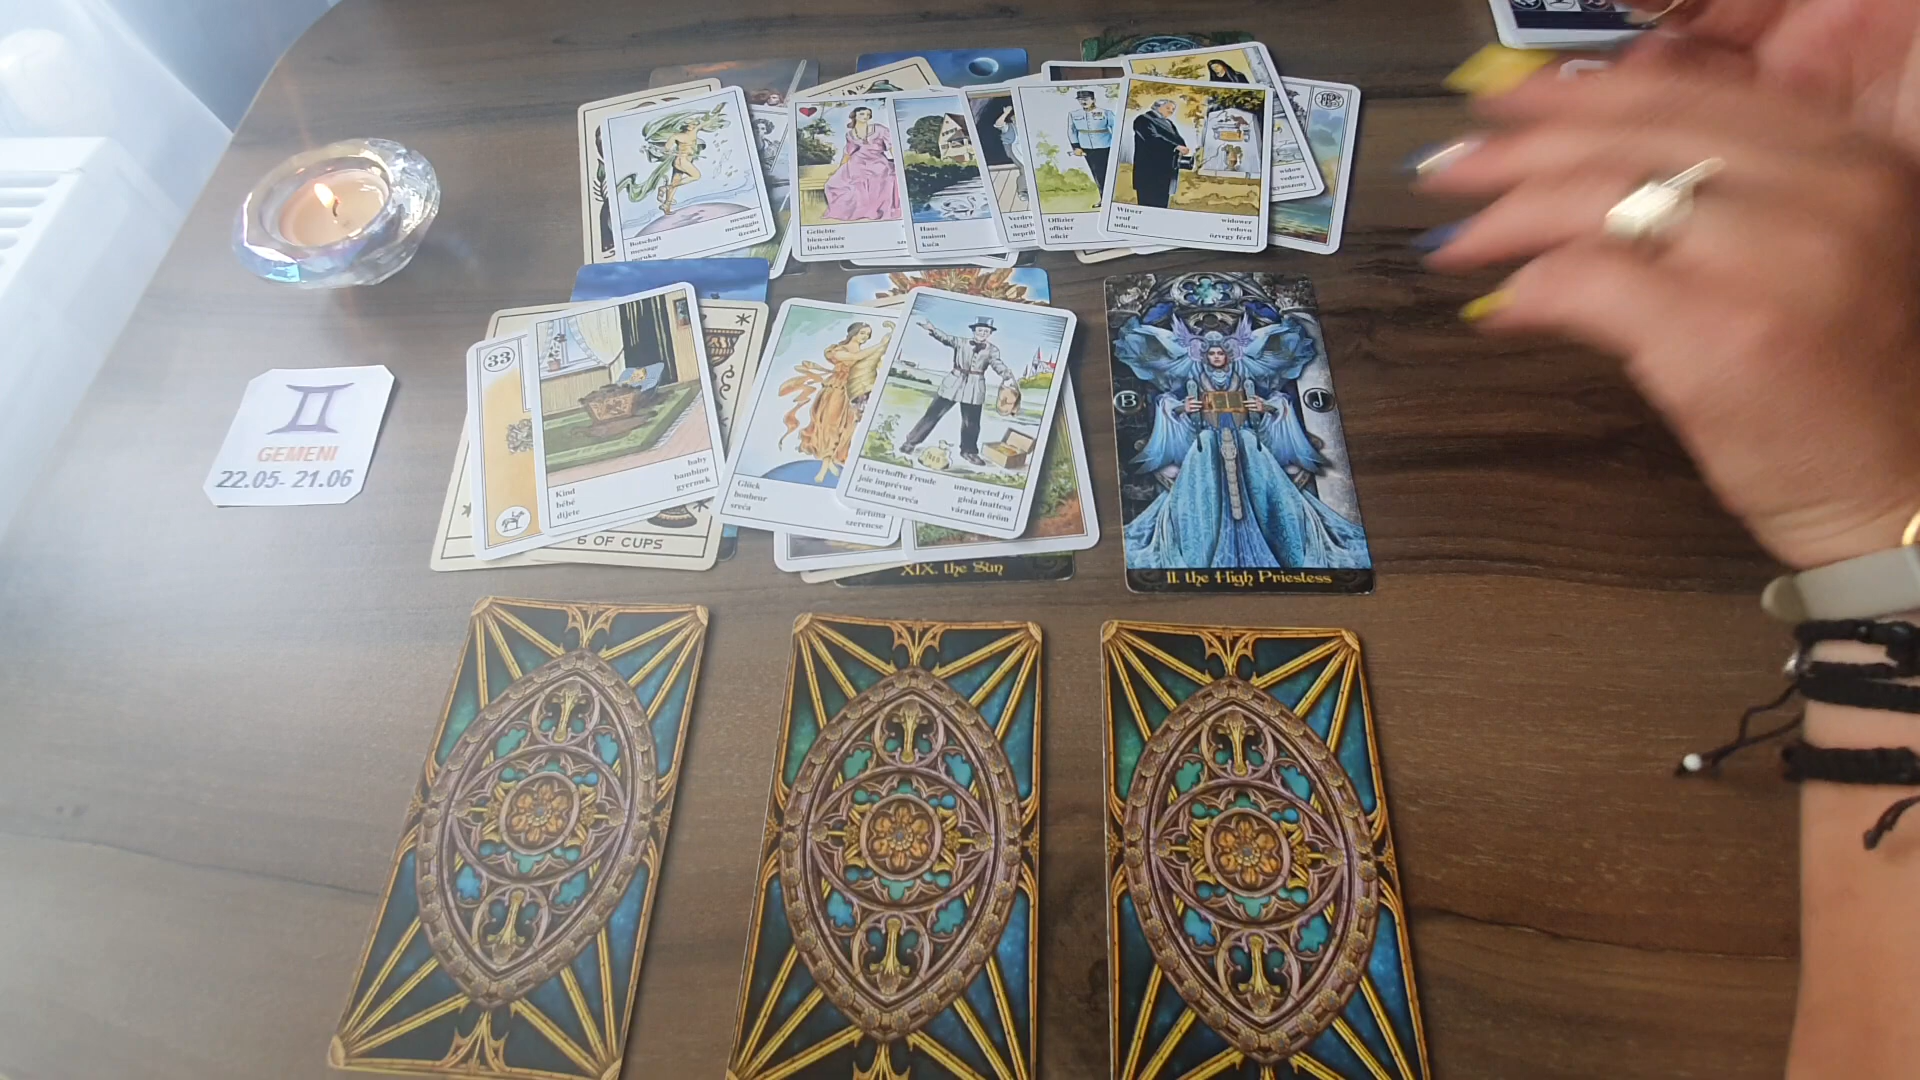 Botschaft
message
message
messaggio
üzenet
Geliebte
bien-aimée
ljubavnica
Haus
maison
kuća
Offizier
officier
oficir
Witwer
veuf
udovac
widower
vedovo
özvegy férfi
widow
vedova
GEMENI
22.05- 21.06
33
Kind
bébé
dijete
baby
bambino
gyermek
6 OF CUPS
Glück
bonheur
sreća
fortuna
szerencse
Unverhoffte Freude
joie imprévue
iznenadna sreća
unexpected joy
gioia inattesa
váratlan öröm
XIX. the Sun
B
J
II. the High Priestess